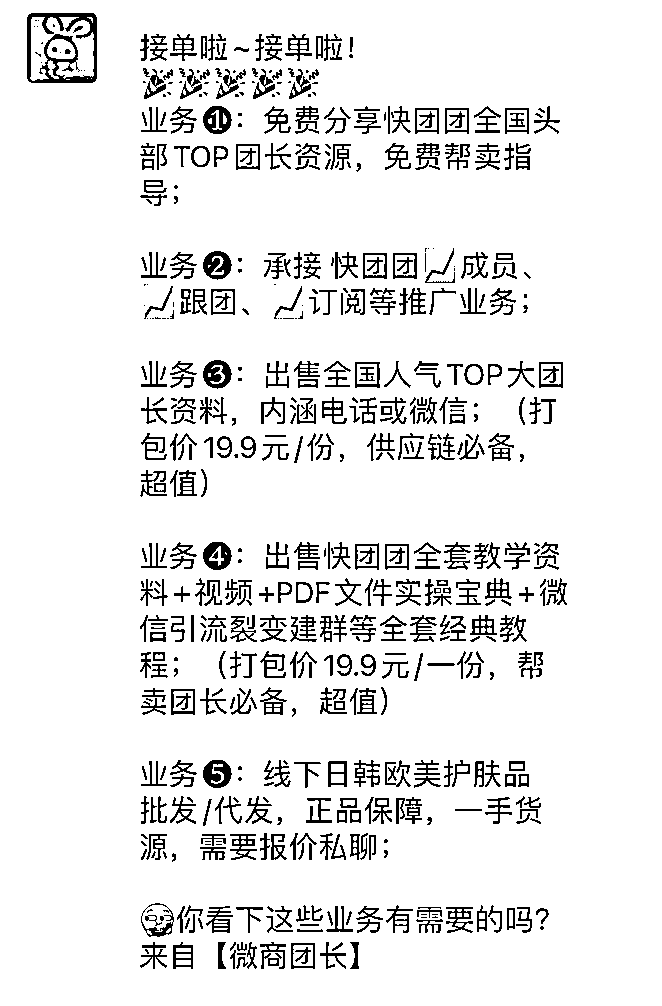 接单啦~接单啦!
🎉🎉🎉🎉🎉
业务❶：免费分享快团团全国头
部TOP团长资源，免费帮卖指
导；
业务❷：承接 快团团📈成员、
📈跟团、📈订阅等推广业务；
业务❸：出售全国人气TOP大团
长资料，内涵电话或微信；（打
包价19.9元/份，供应链必备，
超值）
业务❹：出售快团团全套教学资
料+视频+PDF文件实操宝典+微
信引流裂变建群等全套经典教
程；（打包价19.9元/一份，帮
卖团长必备，超值）
业务❺：线下日韩欧美护肤品
批发/代发，正品保障，一手货
源，需要报价私聊；
你看下这些业务有需要的吗?
来自【微商团长】